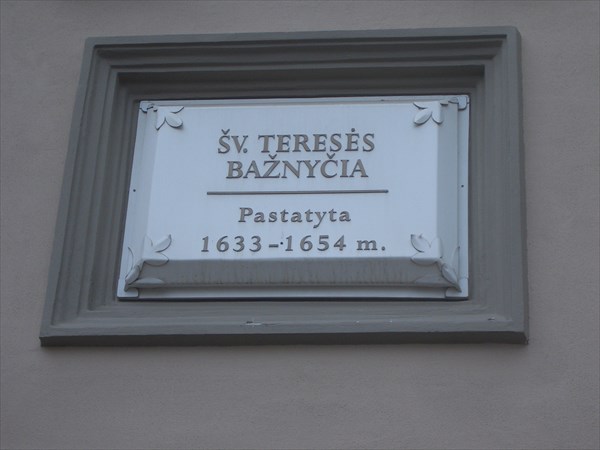 ŠV. TERESĖS
BAŽNYČIA
Pastatyta
1633-1654 m.